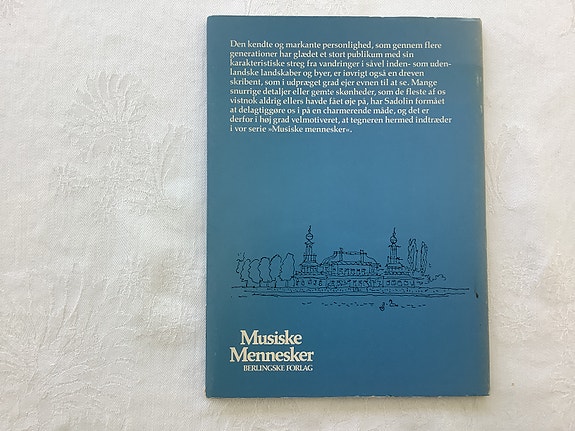 Den kendte og markante personlighed, som gennem flere
generationer har glædet et stort publikum med sin
karakteristiske streg fra vandringer i såvel inden- som uden-
landske landskaber og byer, er iøvrigt også en dreven
skribent, som i udpræget grad ejer evnen til at se. Mange
snurrige detaljer eller gemte skønheder, som de fleste af os
vistnok aldrig ellers havde fået øje på, har Sadolin formået
at delagtiggøre os i på en charmerende måde, og det er
derfor i høj grad velmotiveret, at tegneren hermed indtræder
i vor serie »Musiske mennesker«.
Musiske
Mennesker
BERLINGSKE FORLAG